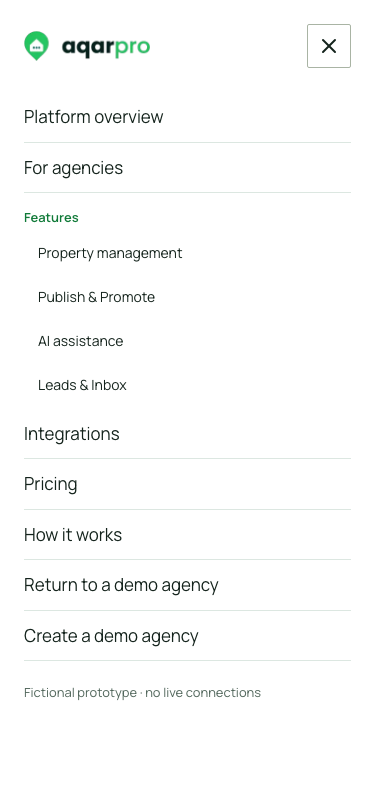 aqarpro
Platform overview
For agencies
Features
Property management
Publish & Promote
AI assistance
Leads & Inbox
Integrations
Pricing
How it works
Return to a demo agency
Create a demo agency
Fictional prototype · no live connections